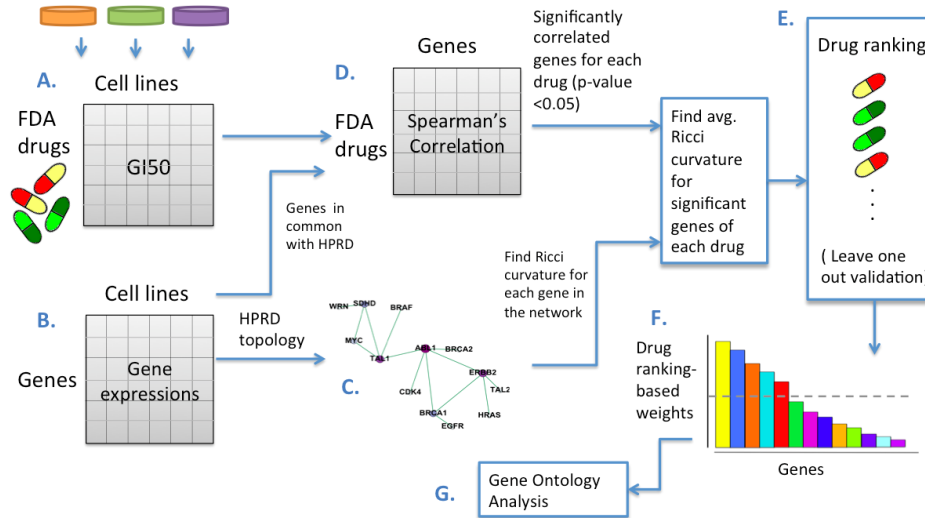 A.
Cell lines
FDA
drugs
GI50
B.
Cell lines
Genes
Gene
expressions
Genes in
common
with HPRD
HPRD
topology
D.
Genes
FDA
drugs
Spearman's
Correlation
Significantly
correlated
genes for each
drug (p-value
<0.05)
C.
WRN
SDHD
BRAF
MYC
TAL1
ABL1
BRCA2
ERBB2
TAL2
CDK4
BRCA1
HRAS
EGFR
Find Ricci
curvature for
each gene in
the network
Find avg.
Ricci
curvature
for
significant
genes of
each drug
E.
Drug ranking
( Leave one
out validation)
F.
Drug
ranking-
based
weights
Genes
G.
Gene Ontology
Analysis